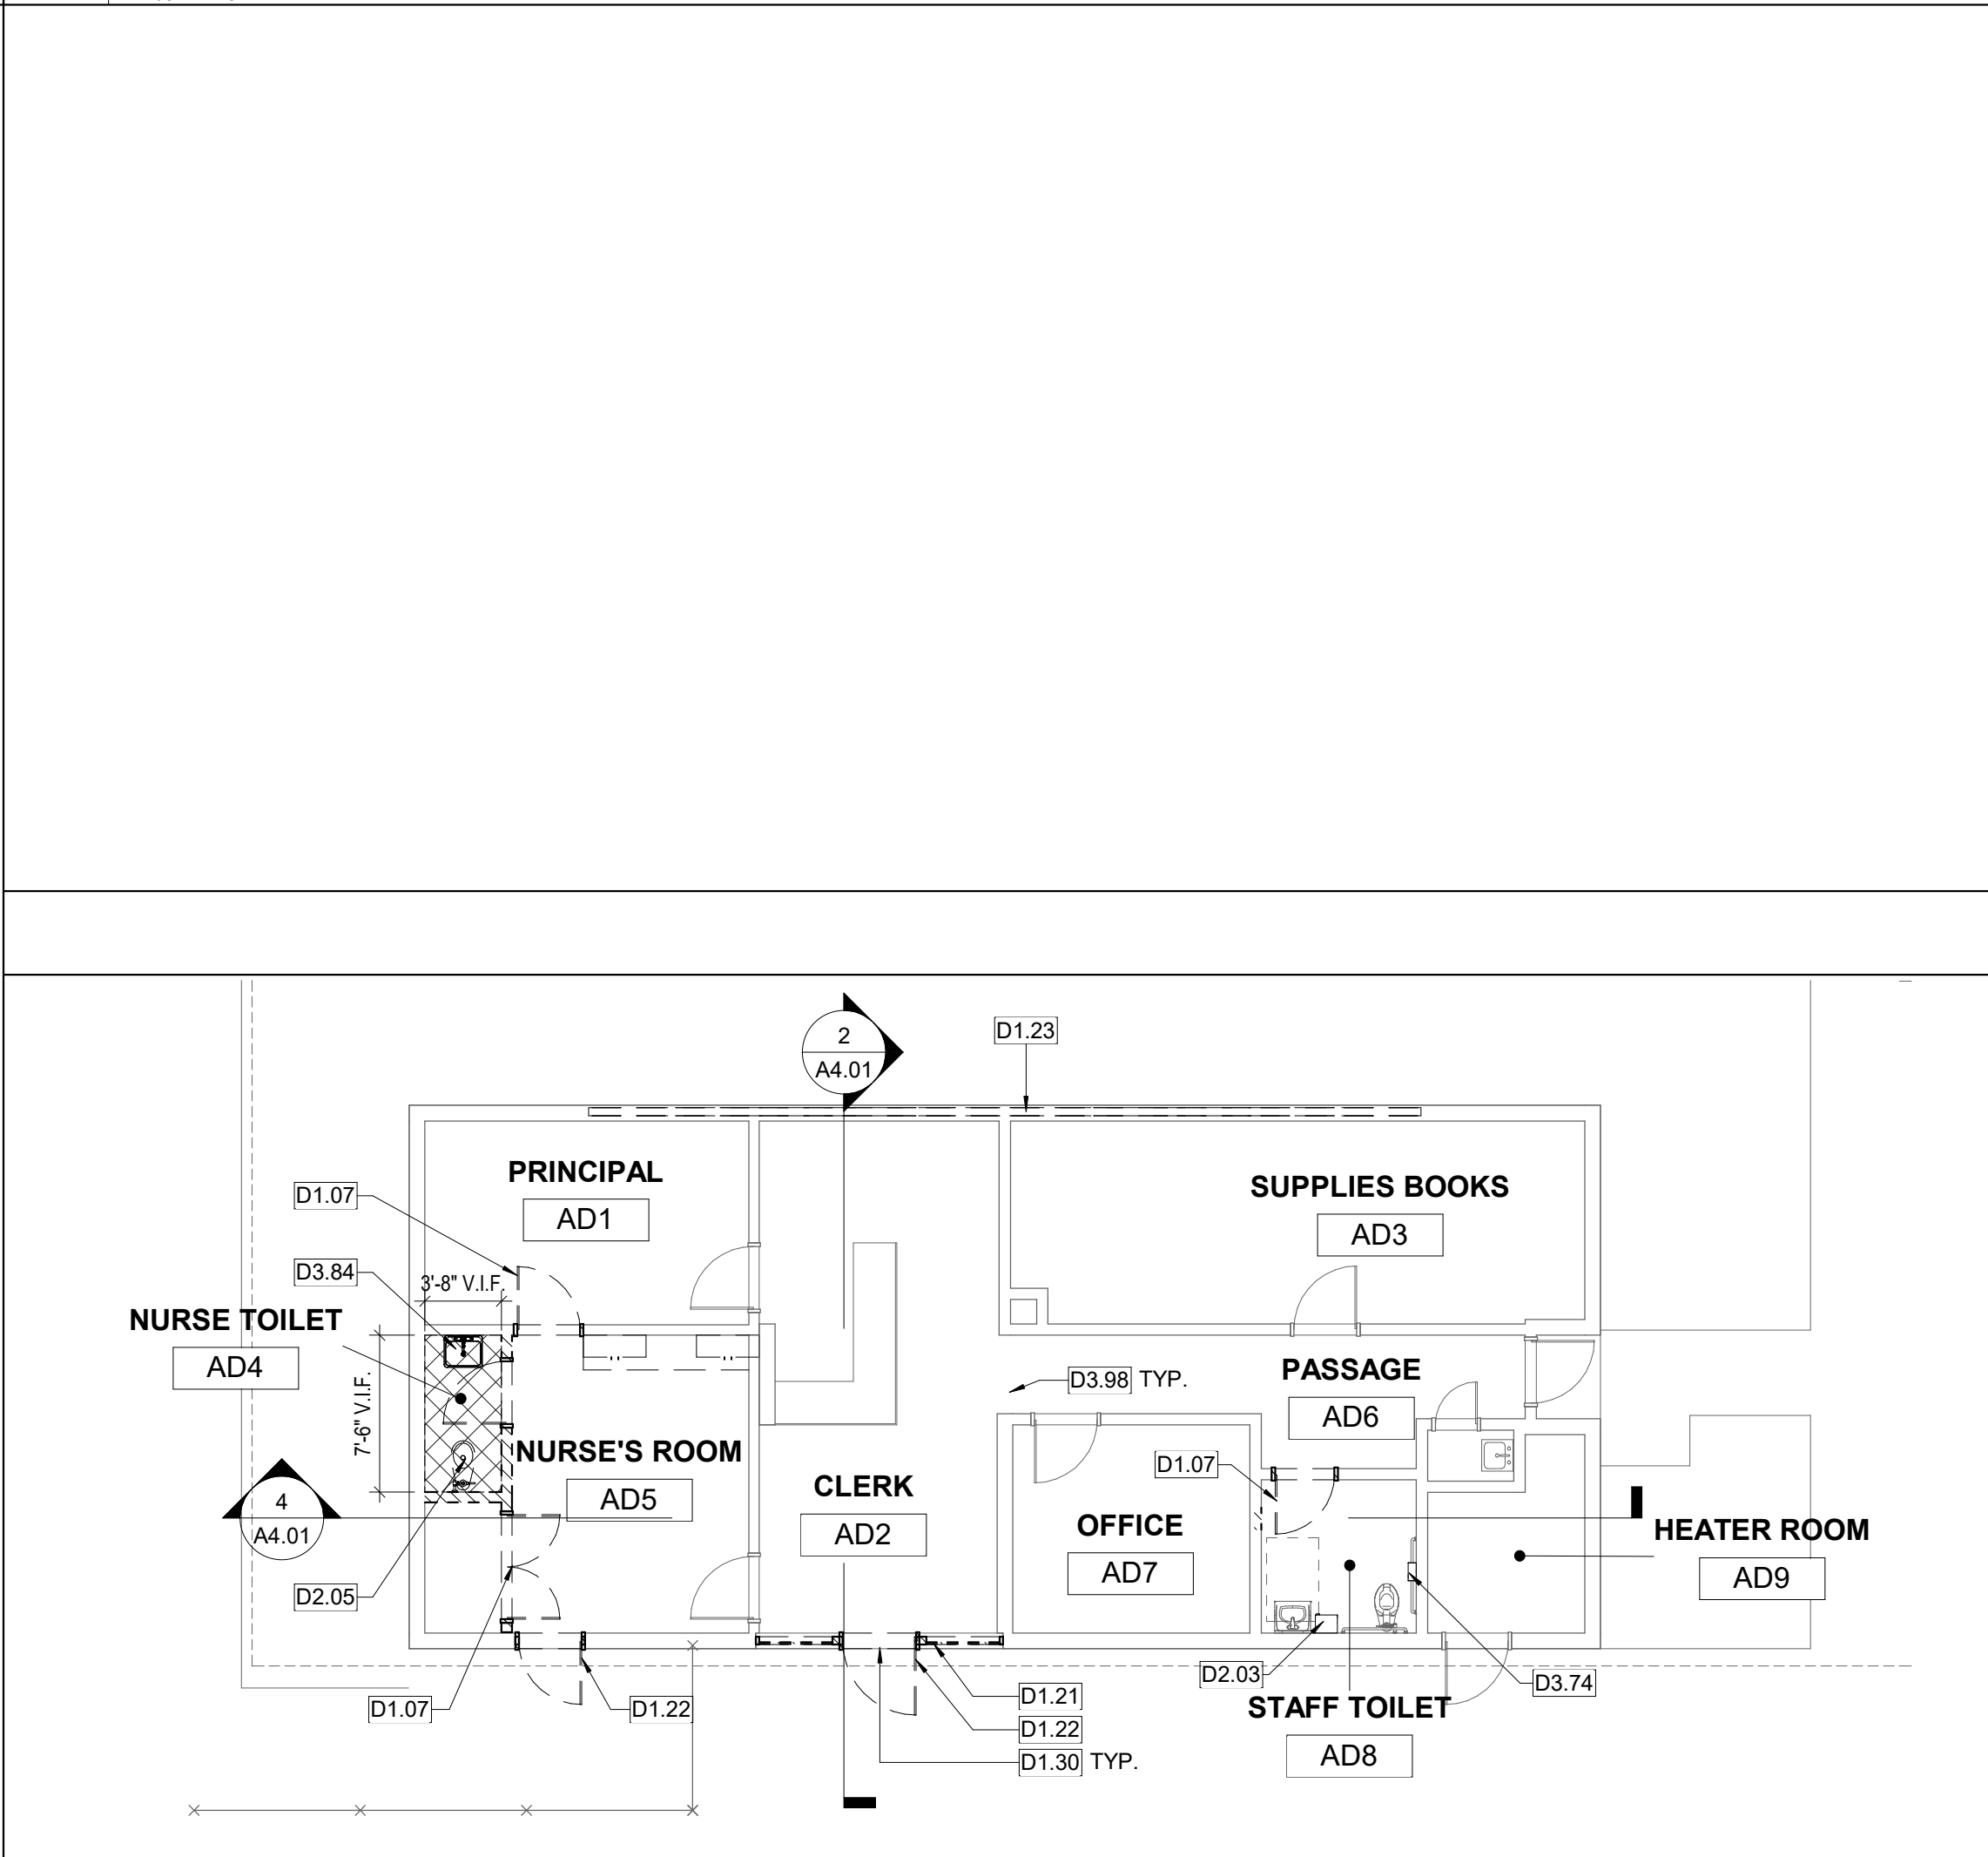 2
A4.01
D1.23
PRINCIPAL
AD1
SUPPLIES BOOKS
AD3
D1.07
D3.84
3'-8" V.I.F.
NURSE TOILET
AD4
7'-6" V.I.F.
D3.98 TYP.
PASSAGE
AD6
NURSE'S ROOM
AD5
CLERK
AD2
D1.07
OFFICE
AD7
4
A4.01
HEATER ROOM
AD9
D2.05
D1.07
D1.22
D2.03
D3.74
D1.21
D1.22
D1.30 TYP.
STAFF TOILET
AD8